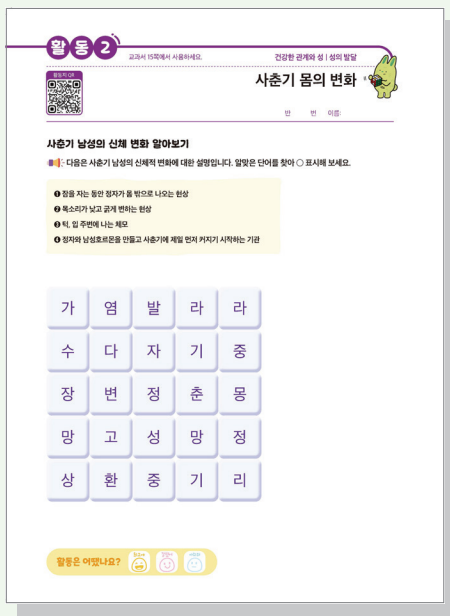 활동2
교과서 15쪽에서 사용하세요.
건강한 관계와 성 | 성의 발달
활동지 QR
사춘기 몸의 변화
반 번 이름:
사춘기 남성의 신체 변화 알아보기
다음은 사춘기 남성의 신체적 변화에 대한 설명입니다. 알맞은 단어를 찾아 ○ 표시해 보세요.
❶ 잠을 자는 동안 정자가 몸 밖으로 나오는 현상
❷ 목소리가 낮고 굵게 변하는 현상
❸ 턱, 입 주변에 나는 체모
❹ 정자와 남성호르몬을 만들고 사춘기에 제일 먼저 커지기 시작하는 기관
가 염 발 라 라
수 다 자 기 중
장 변 정 춘 몽
망 고 성 망 정
상 환 중 기 리
활동은 어땠나요?